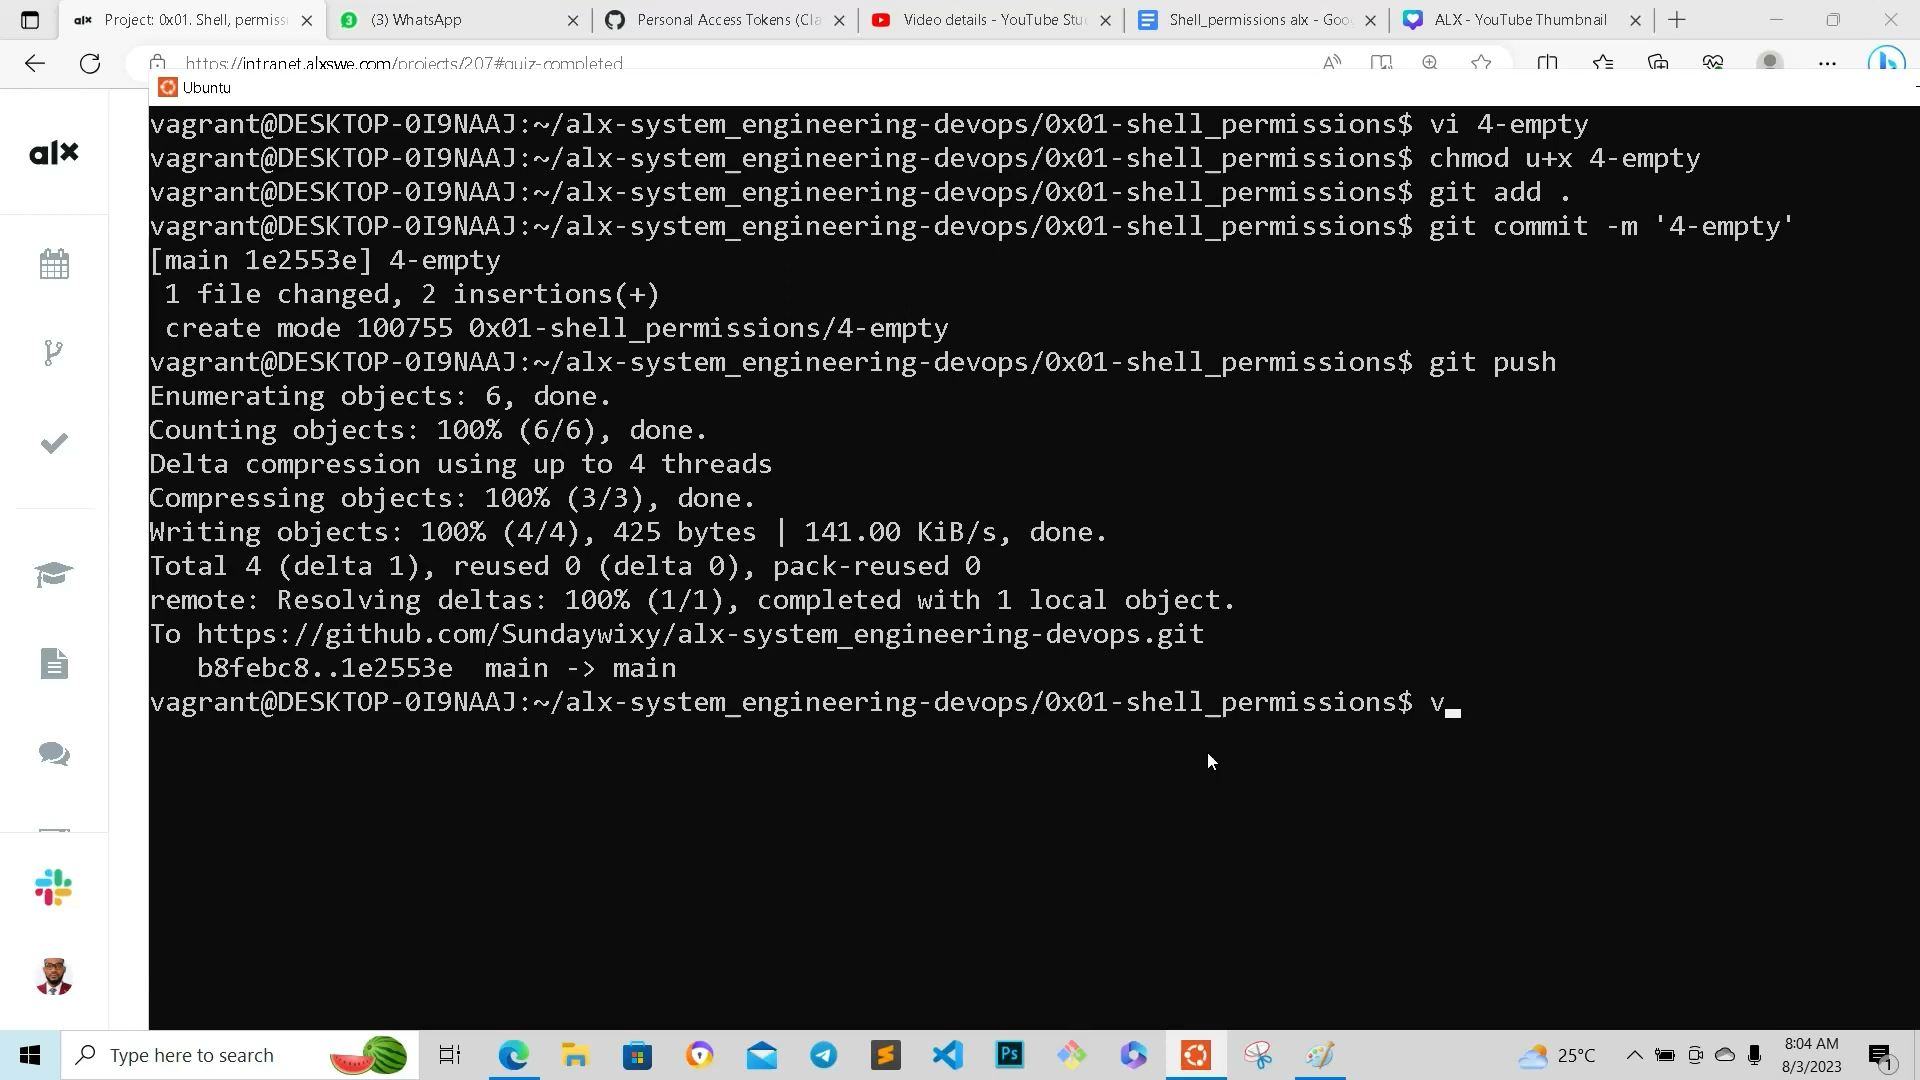 alx Project: 0x01. Shell, permiss
3 (3) WhatsApp
Personal Access Tokens (Cla
Video details - YouTube Stu
Shell_permissions alx - Goo
ALX - YouTube Thumbnail
https://intranet.alxswe.com/projects/207#quiz-completed
Ubuntu
alx
vagrant@DESKTOP-0I9NAAJ:~/alx-system_engineering-devops/0x01-shell_permissions$ vi 4-empty
vagrant@DESKTOP-0I9NAAJ:~/alx-system_engineering-devops/0x01-shell_permissions$ chmod u+x 4-empty
vagrant@DESKTOP-0I9NAAJ:~/alx-system_engineering-devops/0x01-shell_permissions$ git add .
vagrant@DESKTOP-0I9NAAJ:~/alx-system_engineering-devops/0x01-shell_permissions$ git commit -m '4-empty'
[main 1e2553e] 4-empty
1 file changed, 2 insertions(+)
create mode 100755 0x01-shell_permissions/4-empty
vagrant@DESKTOP-0I9NAAJ:~/alx-system_engineering-devops/0x01-shell_permissions$ git push
Enumerating objects: 6, done.
Counting objects: 100% (6/6), done.
Delta compression using up to 4 threads
Compressing objects: 100% (3/3), done.
Writing objects: 100% (4/4), 425 bytes | 141.00 KiB/s, done.
Total 4 (delta 1), reused 0 (delta 0), pack-reused 0
remote: Resolving deltas: 100% (1/1), completed with 1 local object.
To https://github.com/Sundaywixy/alx-system_engineering-devops.git
b8febc8..1e2553e  main -> main
vagrant@DESKTOP-0I9NAAJ:~/alx-system_engineering-devops/0x01-shell_permissions$ v
Type here to search
Ps
25°C
8:04 AM
8/3/2023
1